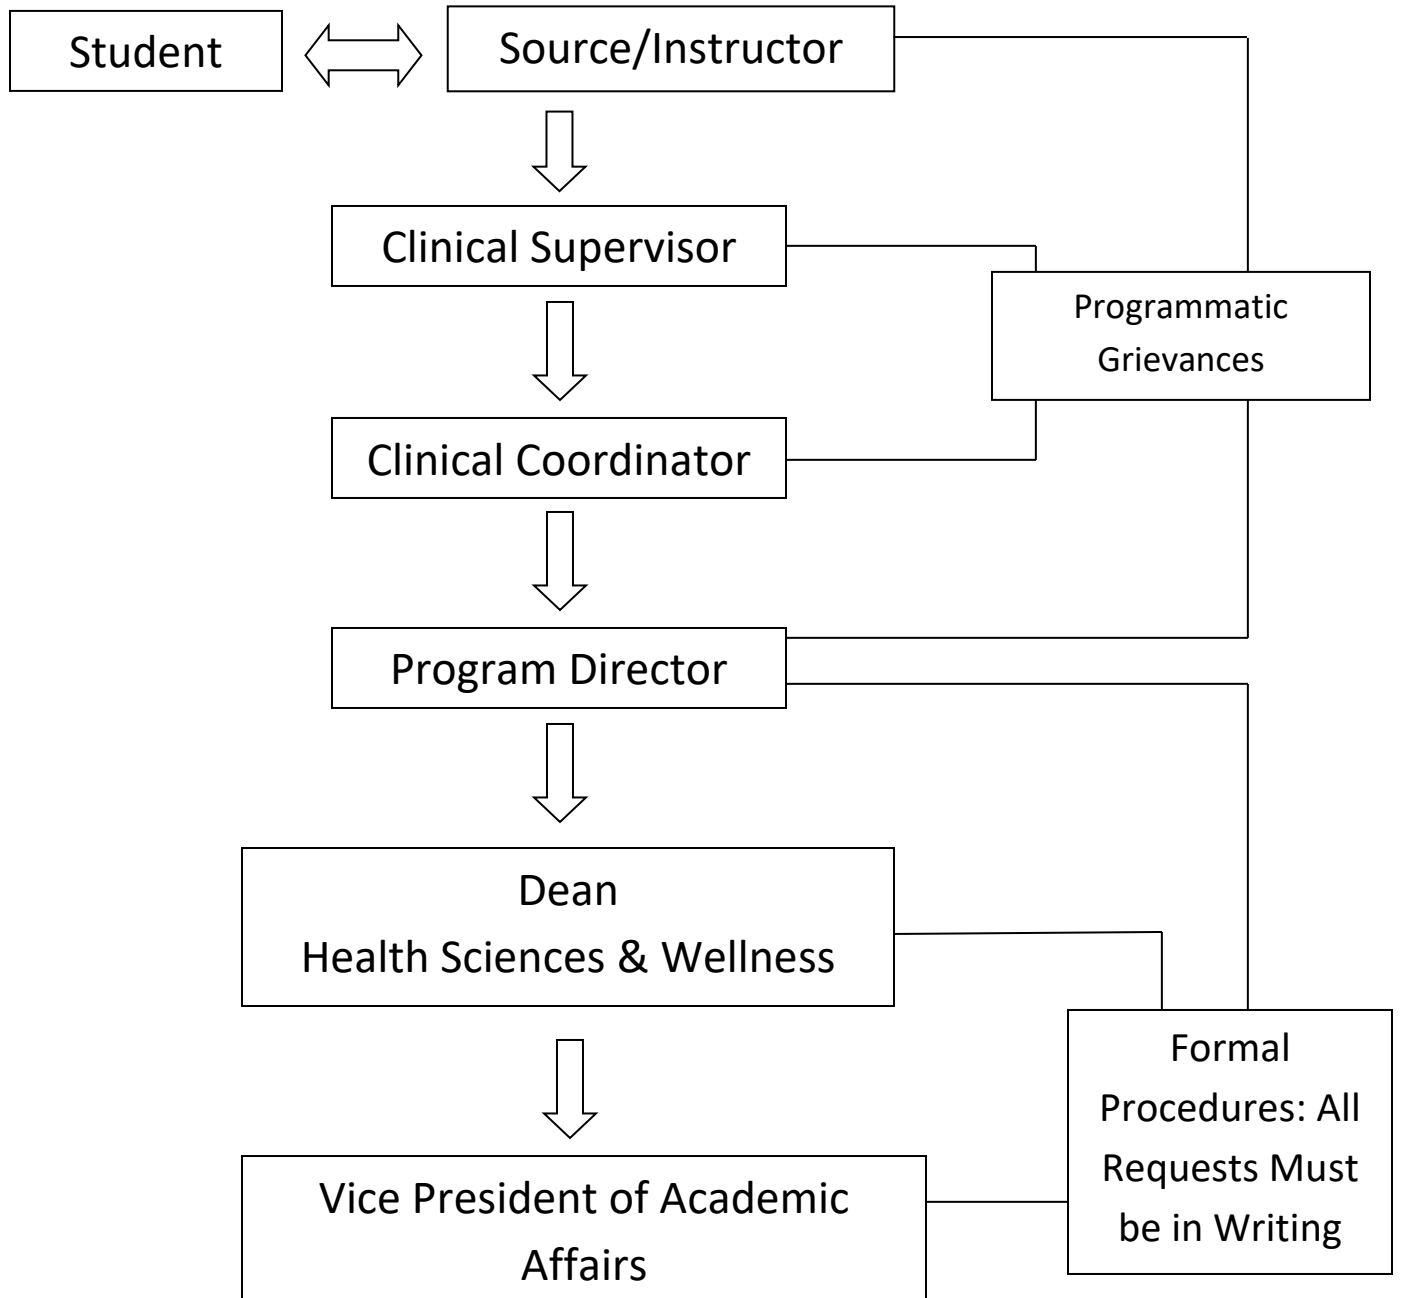 Student
Source/Instructor
Clinical Supervisor
Programmatic
Grievances
Clinical Coordinator
Program Director
Dean
Health Sciences & Wellness
Formal
Procedures: All
Requests Must
be in Writing
Vice President of Academic
Affairs